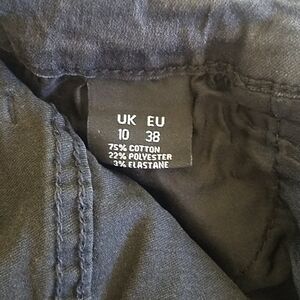 UK EU
10 38
75% COTTON
22% POLYESTER
3% ELASTANE